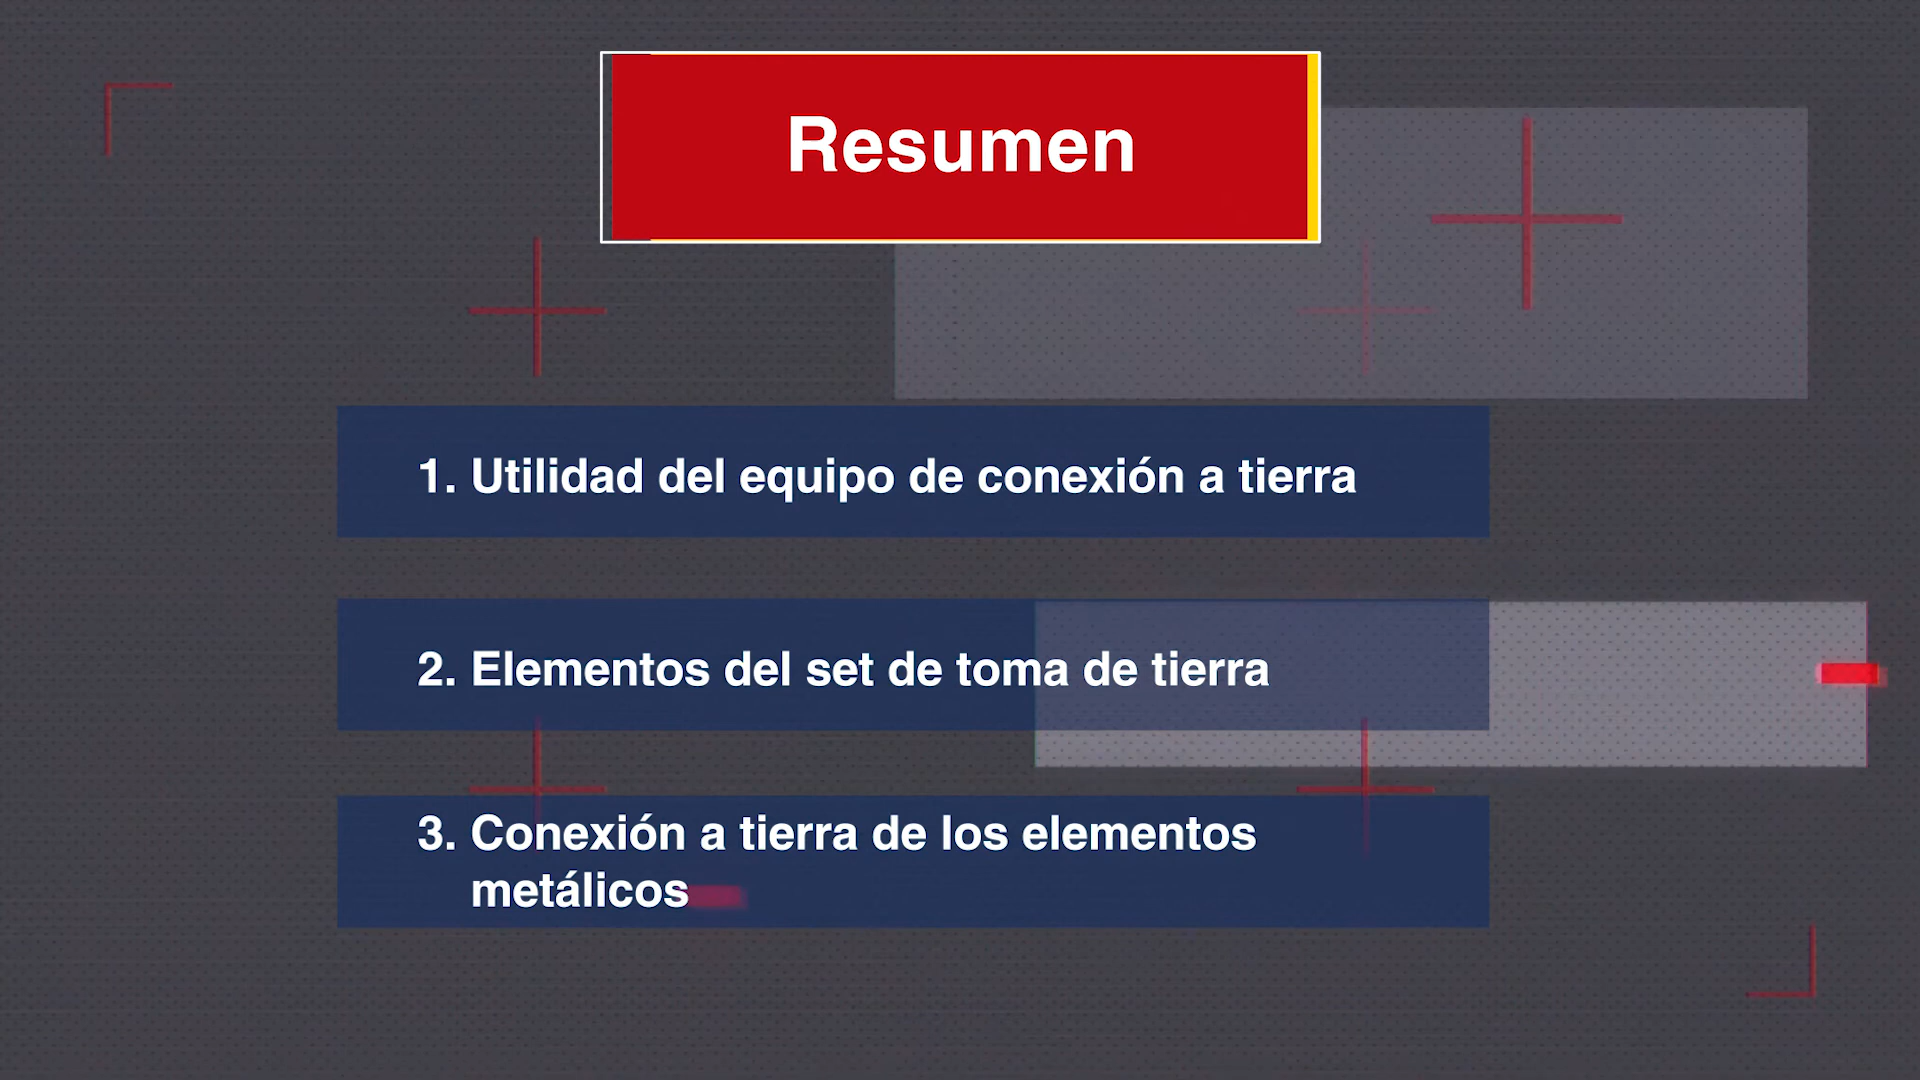 Resumen
1. Utilidad del equipo de conexión a tierra
2. Elementos del set de toma de tierra
3. Conexión a tierra de los elementos
metálicos